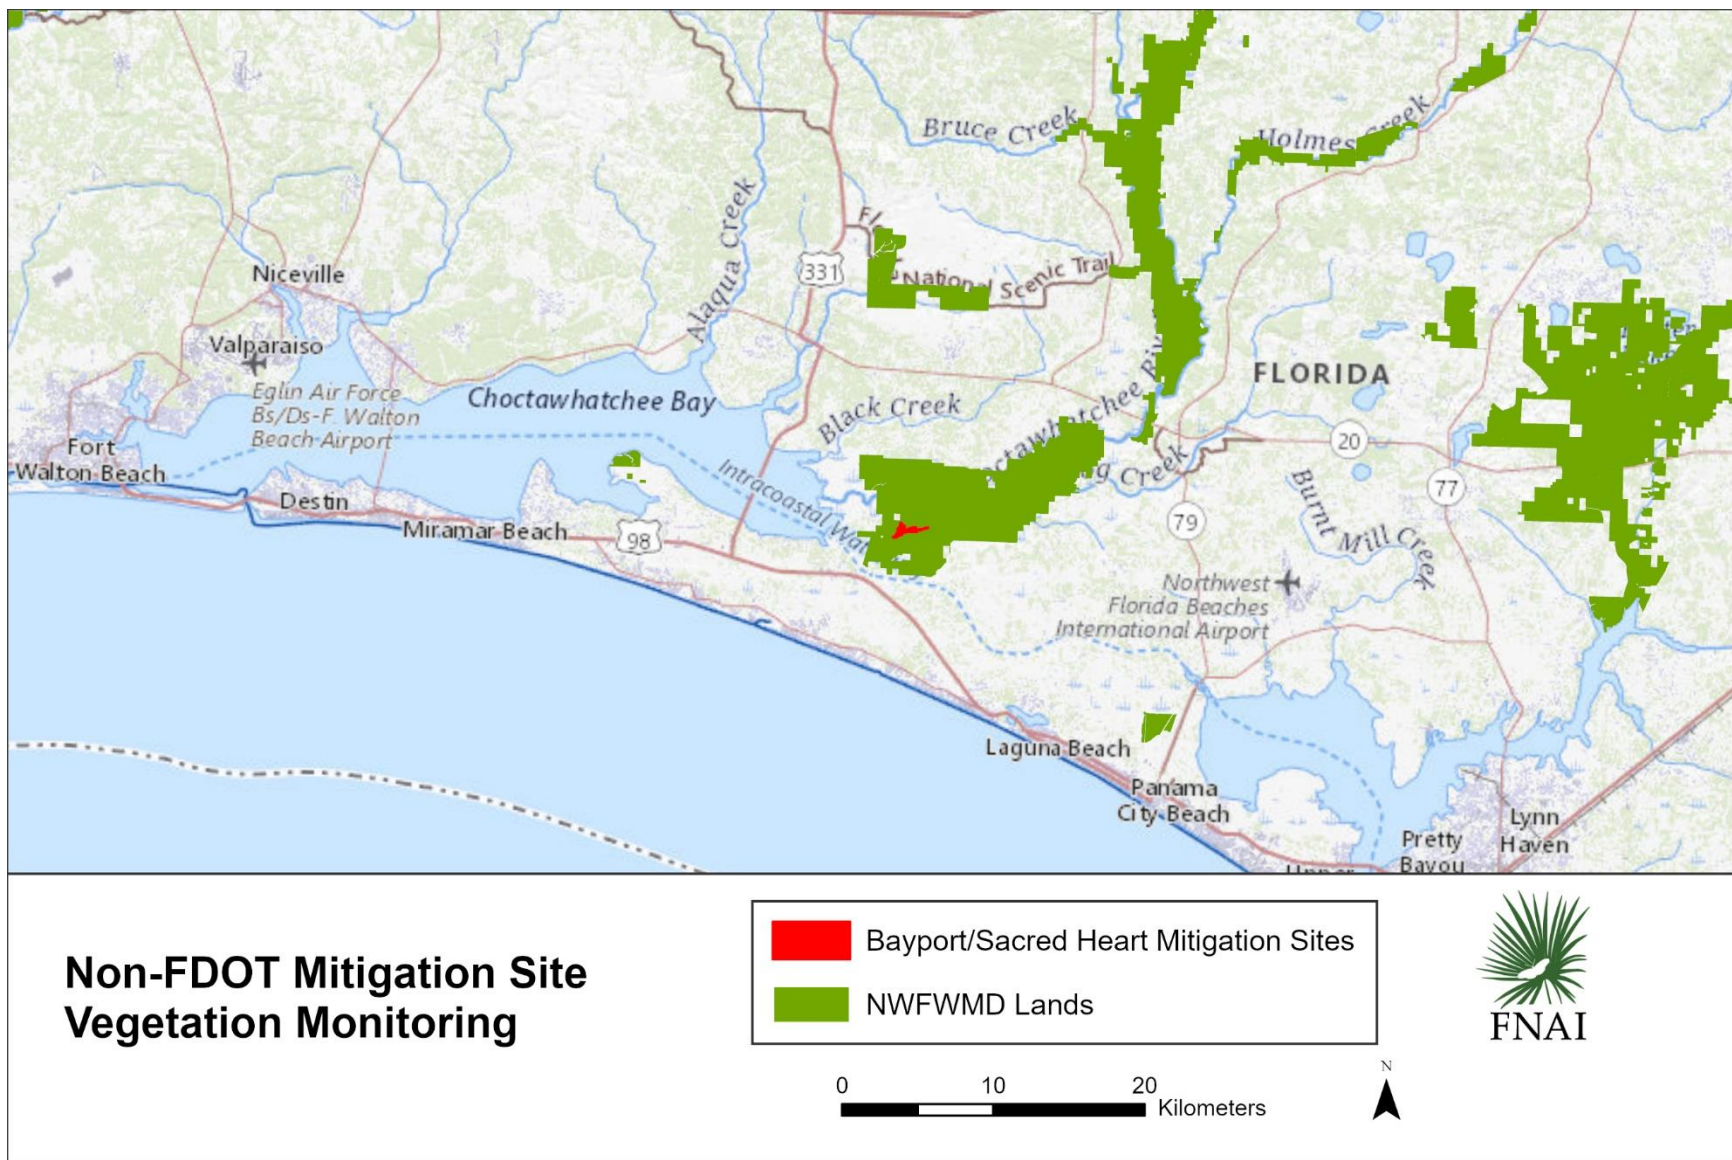 Bruce Creek
Holmes Creek
Alaqua Creek
Niceville
331
National Scenic Trail
Valparaiso
Eglin Air Force
Bs/Ds-F. Walton
Beach Airport
Choctawhatchee Bay
FLORIDA
Black Creek
Fort
Walton Beach
20
Intracoastal
Creek
77
Destin
Miramar Beach
98
79
Burnt Mill Creek
Northwest
Florida Beaches
International Airport
Laguna Beach
Panama
City Beach
Lynn
Haven
Pretty
Bayou
Upper
Non-FDOT Mitigation Site
Vegetation Monitoring
Bayport/Sacred Heart Mitigation Sites
NWFWMD Lands
FNAI
0 10 20
Kilometers
N